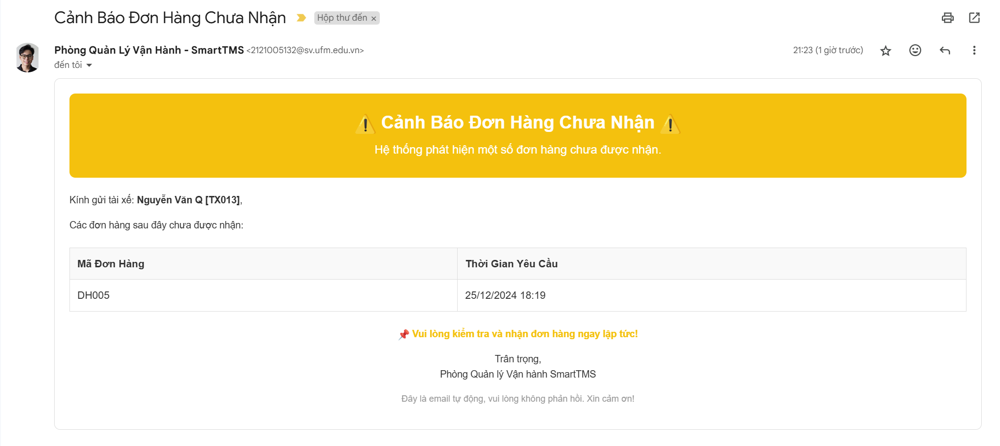 Cảnh Báo Đơn Hàng Chưa Nhận
Hộp thư đến ×
Phòng Quản Lý Vận Hành - SmartTMS <2121005132@sv.ufm.edu.vn>
21:23 (1 giờ trước)
đến tôi
⚠️ Cảnh Báo Đơn Hàng Chưa Nhận ⚠️
Hệ thống phát hiện một số đơn hàng chưa được nhận.
Kính gửi tài xế: Nguyễn Văn Q [TX013],
Các đơn hàng sau đây chưa được nhận:
Mã Đơn Hàng
Thời Gian Yêu Cầu
DH005
25/12/2024 18:19
📌 Vui lòng kiểm tra và nhận đơn hàng ngay lập tức!
Trân trọng,
Phòng Quản lý Vận hành SmartTMS
Đây là email tự động, vui lòng không phản hồi. Xin cảm ơn!